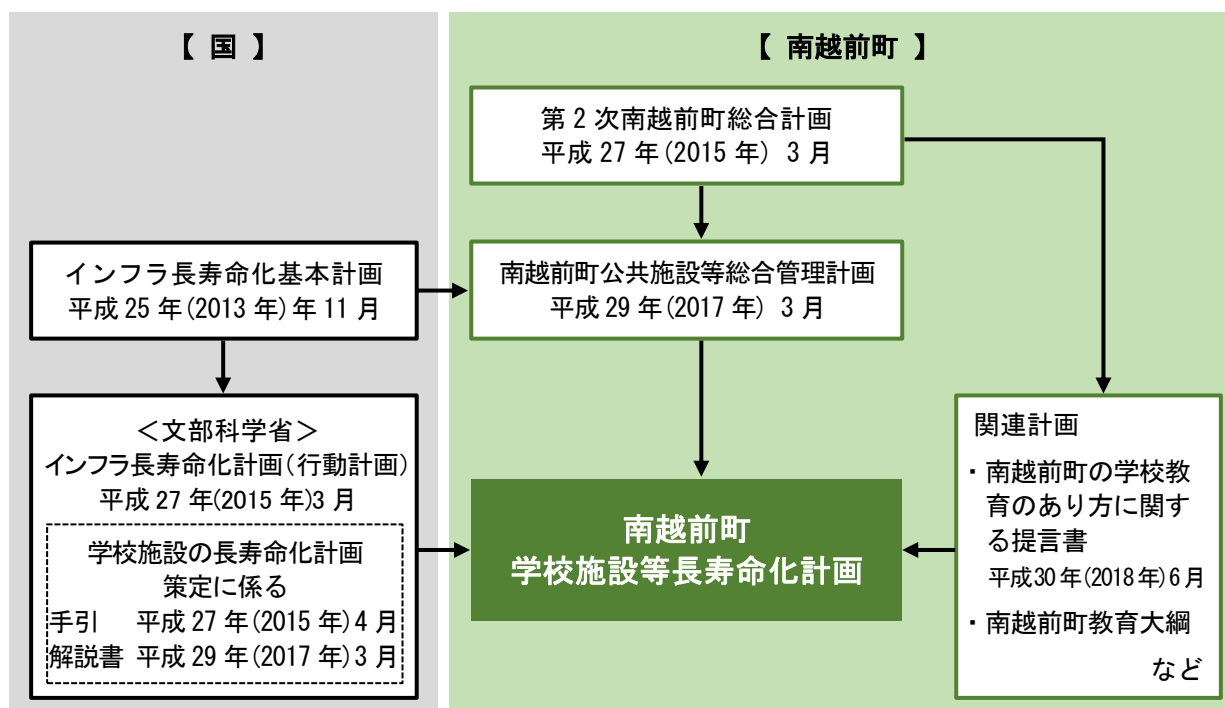 【 国 】
インフラ長寿命化基本計画
平成 25 年(2013 年)年 11 月
＜文部科学省＞
インフラ長寿命化計画(行動計画)
平成 27 年(2015 年)3 月
学校施設の長寿命化計画
策定に係る
手引 平成 27 年(2015 年)4 月
解説書 平成 29 年(2017 年)3 月
【 南越前町 】
第 2 次南越前町総合計画
平成 27 年(2015 年) 3 月
南越前町公共施設等総合管理計画
平成 29 年(2017 年) 3 月
南越前町
学校施設等長寿命化計画
関連計画
・南越前町の学校教
育のあり方に関す
る提言書
平成30年(2018年)6月
・南越前町教育大綱
など